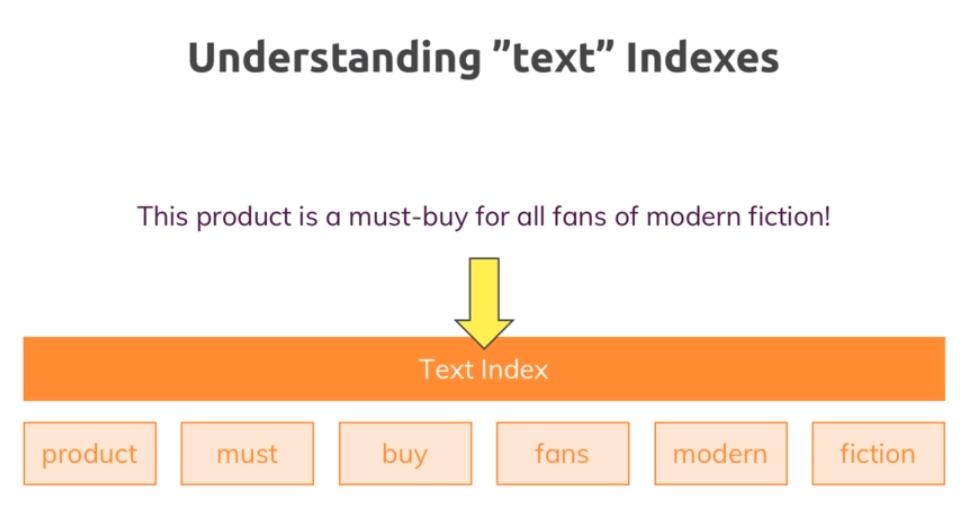 Understanding ”text” Indexes
This product is a must-buy for all fans of modern fiction!
Text Index
product must buy fans modern fiction